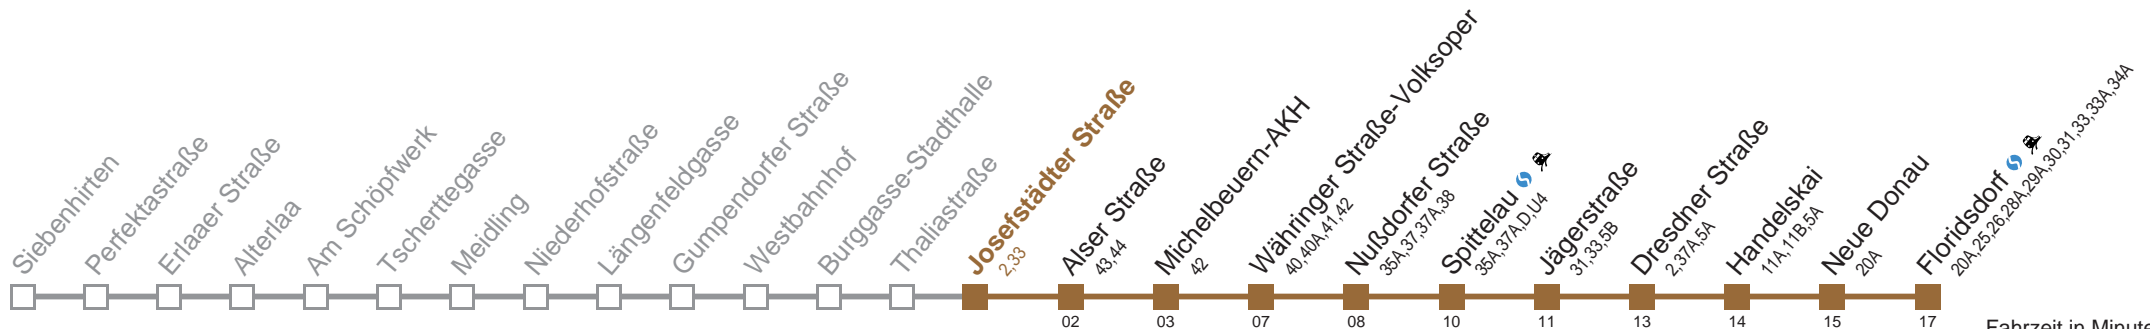 Siebenhirten
Perfektastraße
Erlaaer Straße
Alterlaa
Am Schöpfwerk
Tscherttegasse
Meidling
Niederhofstraße
Längenfeldgasse
Gumpendorfer Straße
Westbahnhof
Burggasse-Stadthalle
Thaliastraße
Josefstädter Straße
2,33
Alser Straße
43,44
Michelbeuern-AKH
42
Währinger Straße-Volksoper
40,40A,41,42
Nußdorfer Straße
35A,37,37A,38
Spittelau
35A,37A,D,U4
Jägerstraße
31,33,5B
Dresdner Straße
2,37A,5A
Handelskai
11A,11B,5A
Neue Donau
20A
Floridsdorf
20A,25,26,28A,29A,30,31,33,33A,34A
02 03 07 08 10 11 13 14 15 17
Fahrzeit in Minute